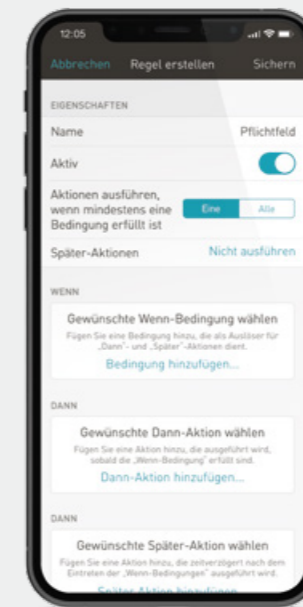 12:05
Abbrechen Regel erstellen Sichern
EIGENSCHAFTEN
Name Pflichtfeld
Aktiv
Aktionen ausführen,
wenn mindestens eine
Bedingung erfüllt ist
Eine Alle
Später-Aktionen Nicht ausführen
WENN
Gewünschte Wenn-Bedingung wählen
Fügen Sie eine Bedingung hinzu, die als Auslöser für
„Dann“- und „Später“-Aktionen dient.
Bedingung hinzufügen...
DANN
Gewünschte Dann-Aktion wählen
Fügen Sie eine Aktion hinzu, die ausgeführt wird,
sobald die „Wenn-Bedingung“ erfüllt sind.
Dann-Aktion hinzufügen...
DANN
Gewünschte Später-Aktion wählen
Fügen Sie eine Aktion hinzu, die zeitverzögert nach dem
Eintreten der „Wenn-Bedingungen“ ausgeführt wird.
Später-Aktion hinzufügen...